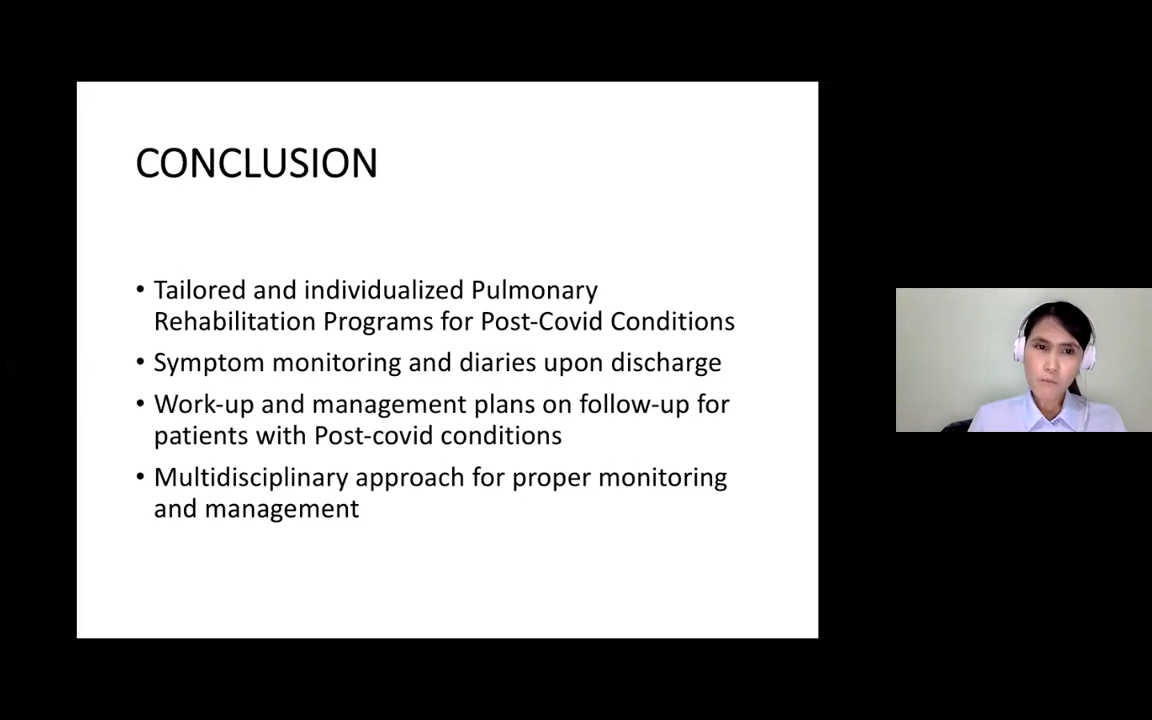 CONCLUSION
• Tailored and individualized Pulmonary
Rehabilitation Programs for Post-Covid Conditions
• Symptom monitoring and diaries upon discharge
• Work-up and management plans on follow-up for
patients with Post-covid conditions
• Multidisciplinary approach for proper monitoring
and management